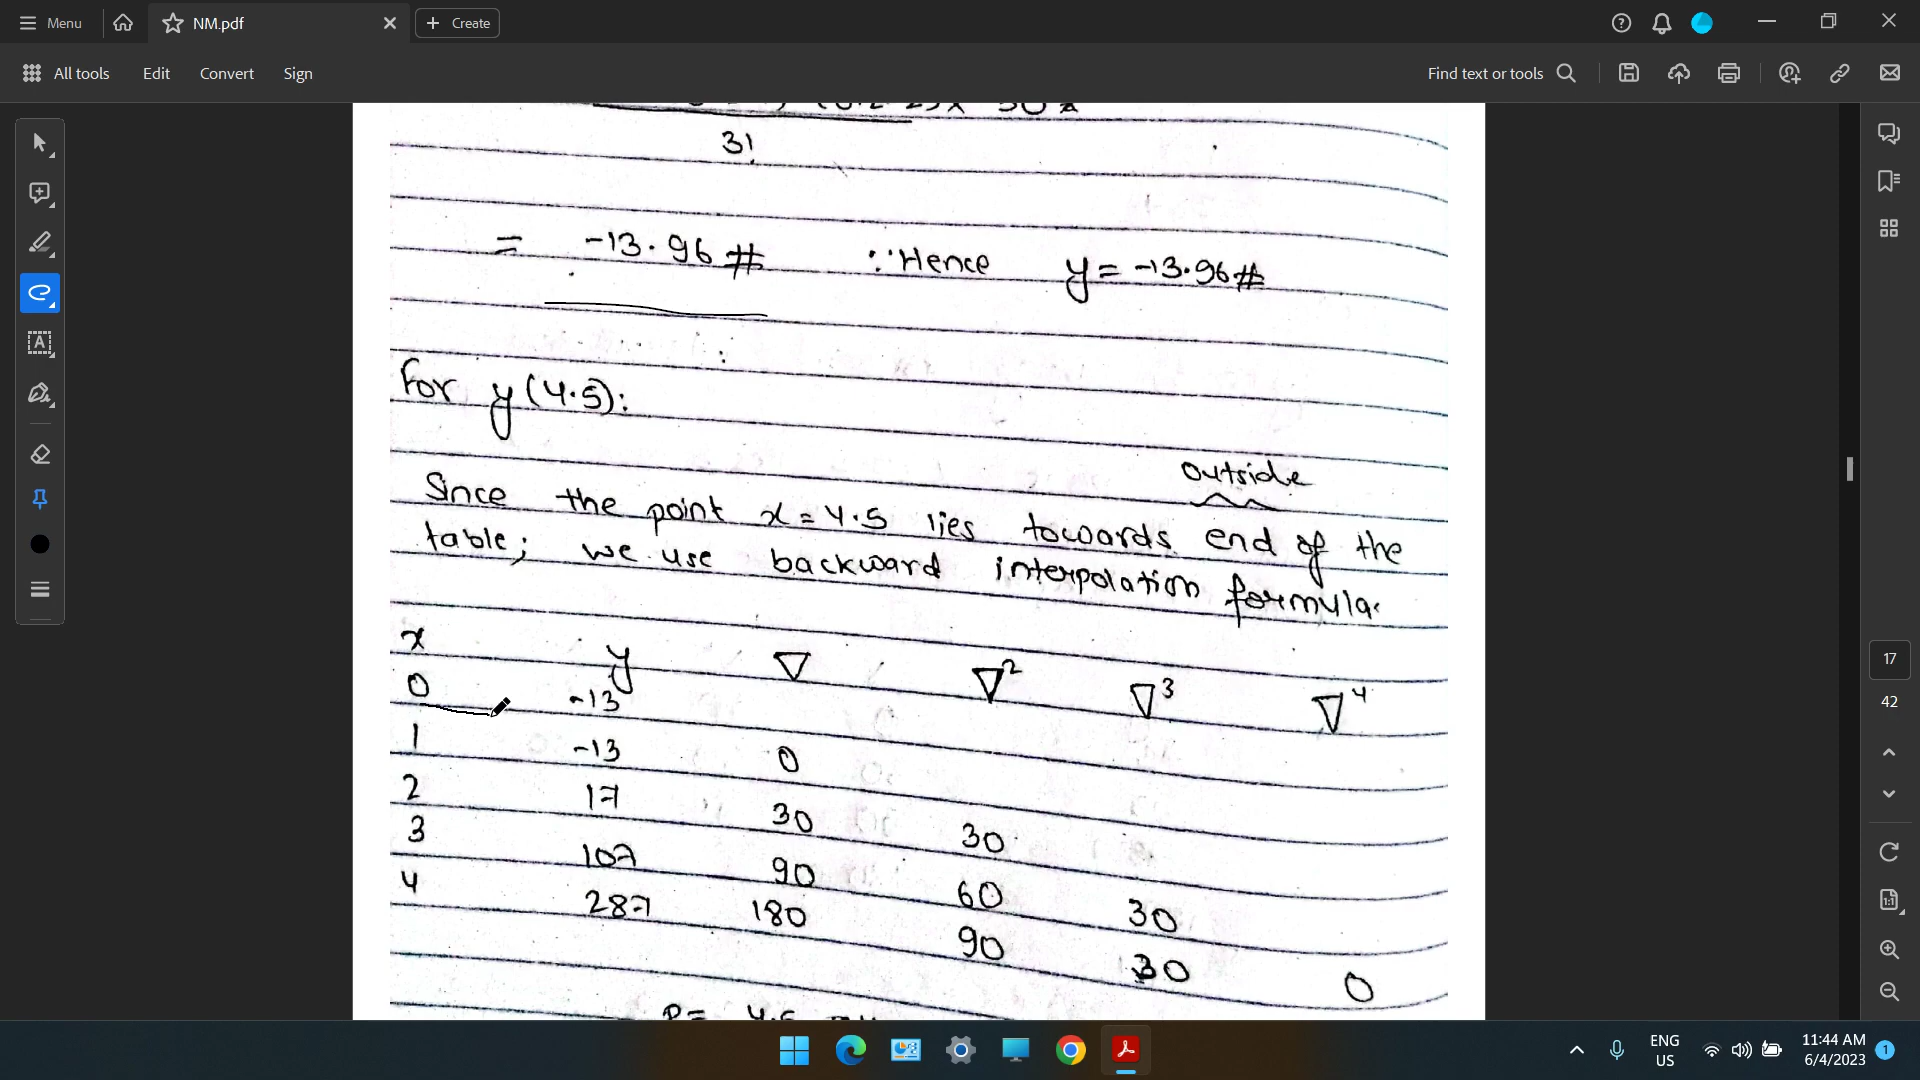 Menu NM.pdf Create
All tools Edit Convert Sign Find text or tools
3!
= -13.96 # ∵Hence y = -13.96 #
For y(4.5):
outside
Since the point x = 4.5 lies towards end of the
table; we use backward interpolation formula.
x y ∇ ∇² ∇³ ∇⁴
0 -13
1 -13 0
2 17 30 30
3 107 90 60 30
4 287 180 90 30 0
17
42
ENG
US
11:44 AM
6/4/2023
1